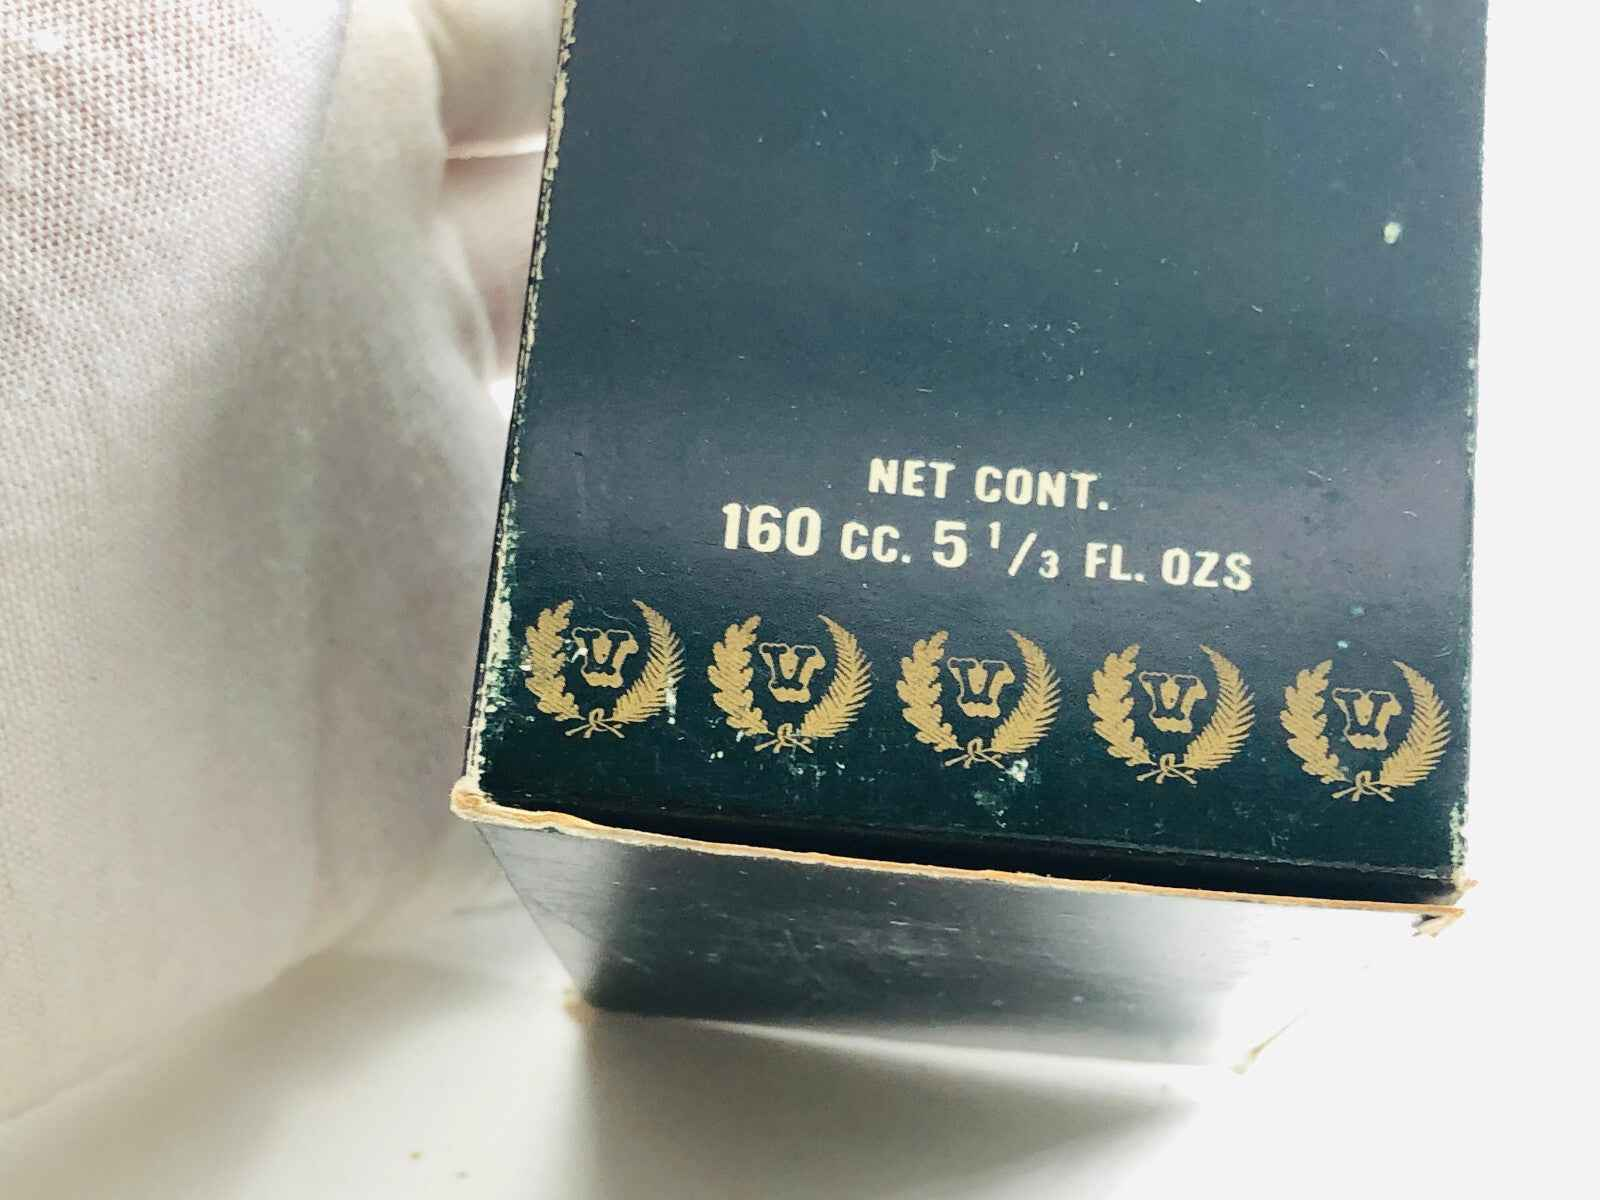 NET CONT.
160 CC. 5 1/3 FL. OZS
V V V V V